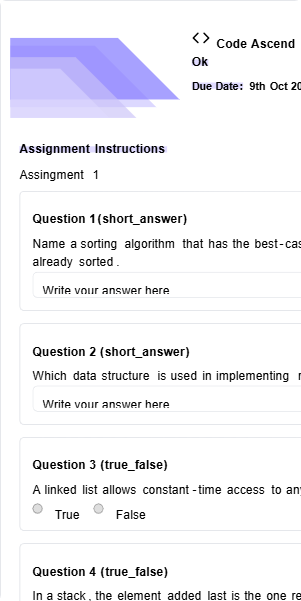 <> Code Ascend
Ok
Due Date: 9th Oct 20
Assignment Instructions
Assingment 1
Question 1(short_answer)
Name a sorting algorithm that has the best-cas
already sorted.
Write your answer here
Question 2 (short_answer)
Which data structure is used in implementing
Write your answer here
Question 3 (true_false)
A linked list allows constant-time access to any
True False
Question 4 (true_false)
In a stack, the element added last is the one re